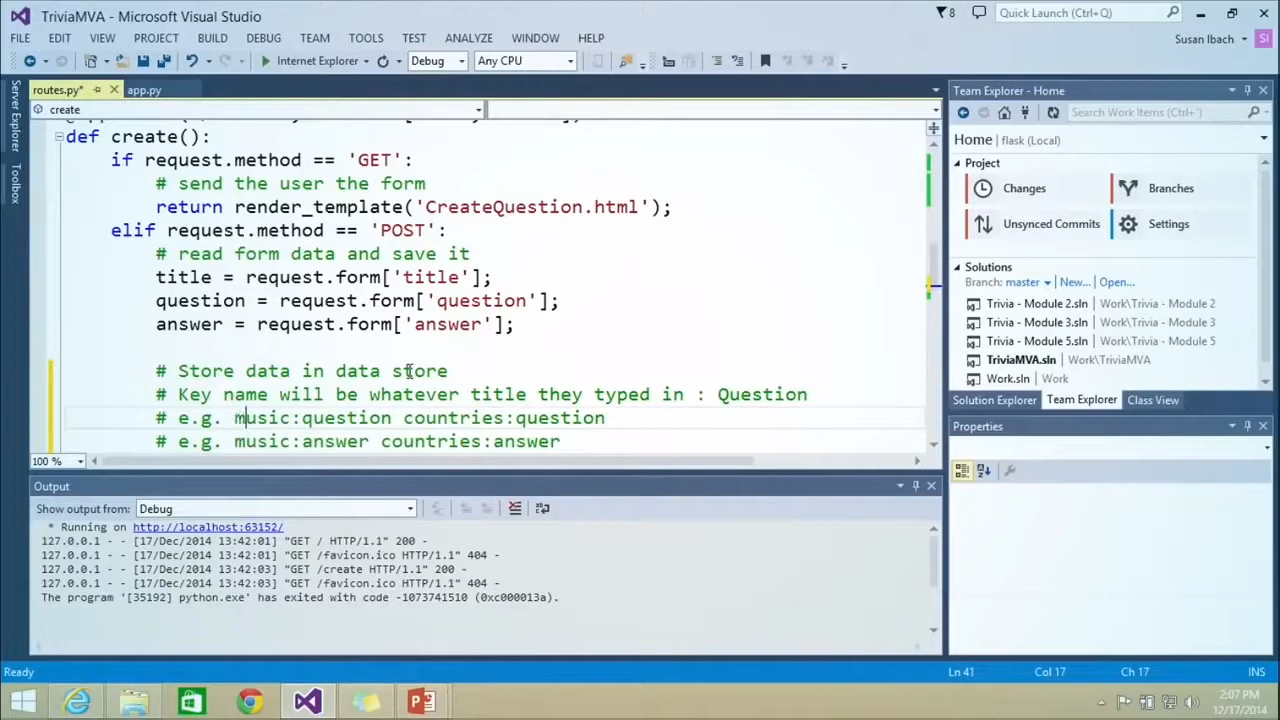 TriviaMVA - Microsoft Visual Studio
8
Quick Launch (Ctrl+Q)
FILE EDIT VIEW PROJECT BUILD DEBUG TEAM TOOLS TEST ANALYZE WINDOW HELP
Susan Ibach SI
Internet Explorer Debug Any CPU
Server Explorer
Toolbox
routes.py* app.py
create
def create():
if request.method == 'GET':
# send the user the form
return render_template('CreateQuestion.html');
elif request.method == 'POST':
# read form data and save it
title = request.form['title'];
question = request.form['question'];
answer = request.form['answer'];
# Store data in data store
# Key name will be whatever title they typed in : Question
# e.g. music:question countries:question
# e.g. music:answer countries:answer
100 %
Output
Show output from: Debug
* Running on http://localhost:63152/
127.0.0.1 - - [17/Dec/2014 13:42:01] "GET / HTTP/1.1" 200 -
127.0.0.1 - - [17/Dec/2014 13:42:01] "GET /favicon.ico HTTP/1.1" 404 -
127.0.0.1 - - [17/Dec/2014 13:42:03] "GET /create HTTP/1.1" 200 -
127.0.0.1 - - [17/Dec/2014 13:42:03] "GET /favicon.ico HTTP/1.1" 404 -
The program '[35192] python.exe' has exited with code -1073741510 (0xc000013a).
Team Explorer - Home
Search Work Items (Ctrl+')
Home | flask (Local)
Project
Changes Branches
Unsynced Commits Settings
Solutions
Branch: master New... Open...
Trivia - Module 2.sln Work\Trivia - Module 2
Trivia - Module 3.sln Work\Trivia - Module 3
Trivia - Module 5.sln Work\Trivia - Module 5
TriviaMVA.sln Work\TriviaMVA
Work.sln Work
Solution Explorer Team Explorer Class View
Properties
Ready Ln 41 Col 17 Ch 17 INS
2:07 PM
12/17/2014